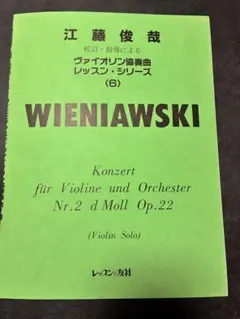 江藤俊哉
校訂・指導による
ヴァイオリン協奏曲
レッスン・シリーズ
〈6〉
WIENIAWSKI
Konzert
für Violine und Orchester
Nr.2 d Moll Op.22
(Violin Solo)
レッスンの友社